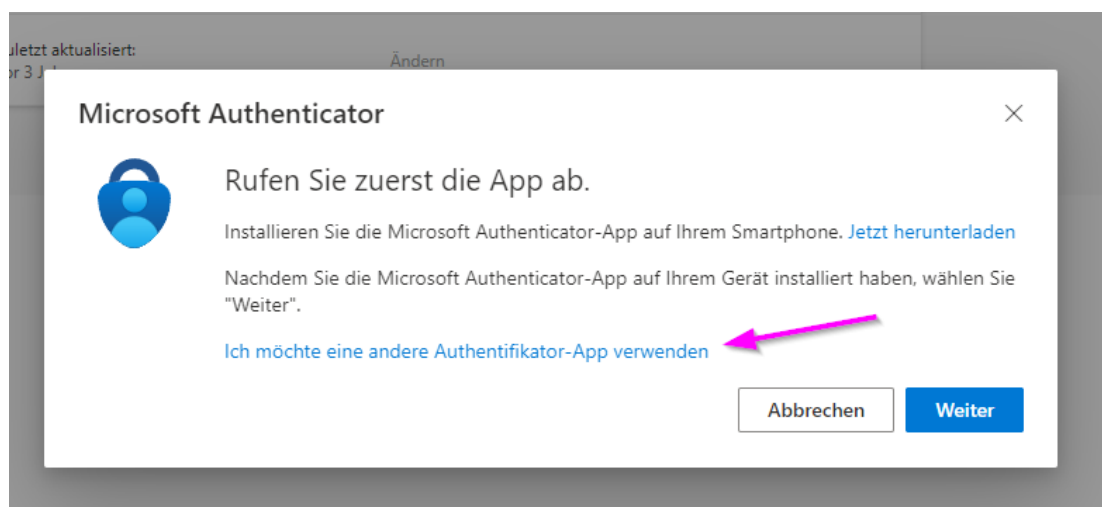 uletzt aktualisiert:
Ändern
or 3 J
Microsoft Authenticator
Rufen Sie zuerst die App ab.
Installieren Sie die Microsoft Authenticator-App auf Ihrem Smartphone. Jetzt herunterladen
Nachdem Sie die Microsoft Authenticator-App auf Ihrem Gerät installiert haben, wählen Sie
"Weiter".
Ich möchte eine andere Authentifikator-App verwenden
Abbrechen
Weiter